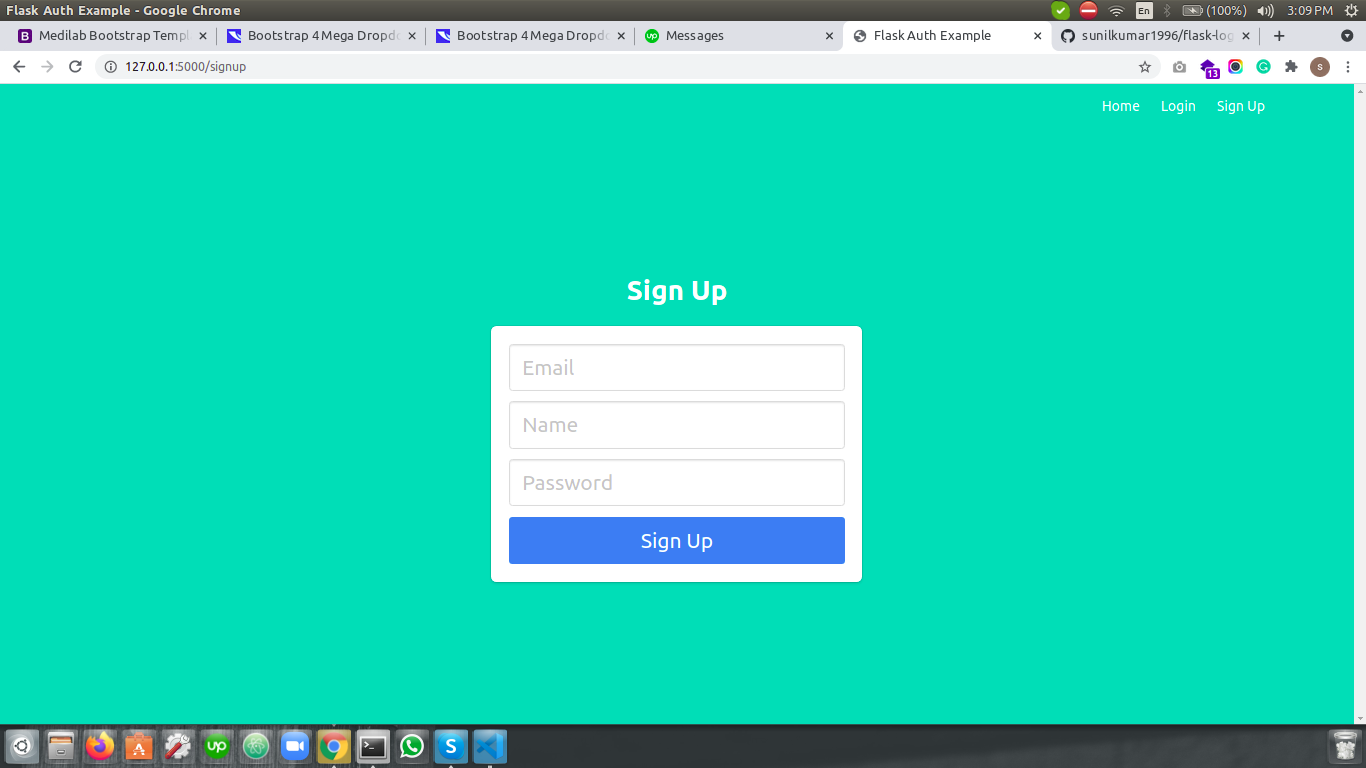 Flask Auth Example - Google Chrome
En (100%) 3:09 PM
Medilab Bootstrap Templ
Bootstrap 4 Mega Dropdo
Bootstrap 4 Mega Dropdo
Messages
Flask Auth Example
sunilkumar1996/flask-log
127.0.0.1:5000/signup
13
s
Home Login Sign Up
Sign Up
Email
Name
Password
Sign Up